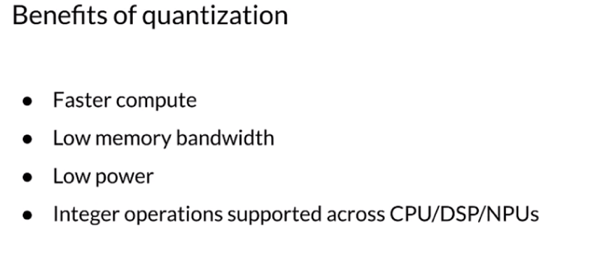 Benefits of quantization
● Faster compute
● Low memory bandwidth
● Low power
● Integer operations supported across CPU/DSP/NPUs